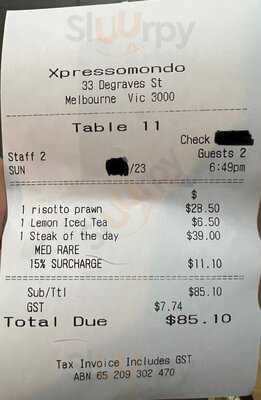 Sluurpy
Xpressomondo
33 Degraves St
Melbourne Vic 3000
Table 11
Check
Staff 2 Guests 2
SUN /23 6:49pm
$
1 risotto prawn $28.50
1 Lemon Iced Tea $6.50
1 Steak of the day $39.00
MED RARE
15% SURCHARGE $11.10
Sub/Ttl $85.10
GST $7.74
Total Due $85.10
Tax Invoice Includes GST
ABN 65 209 302 470